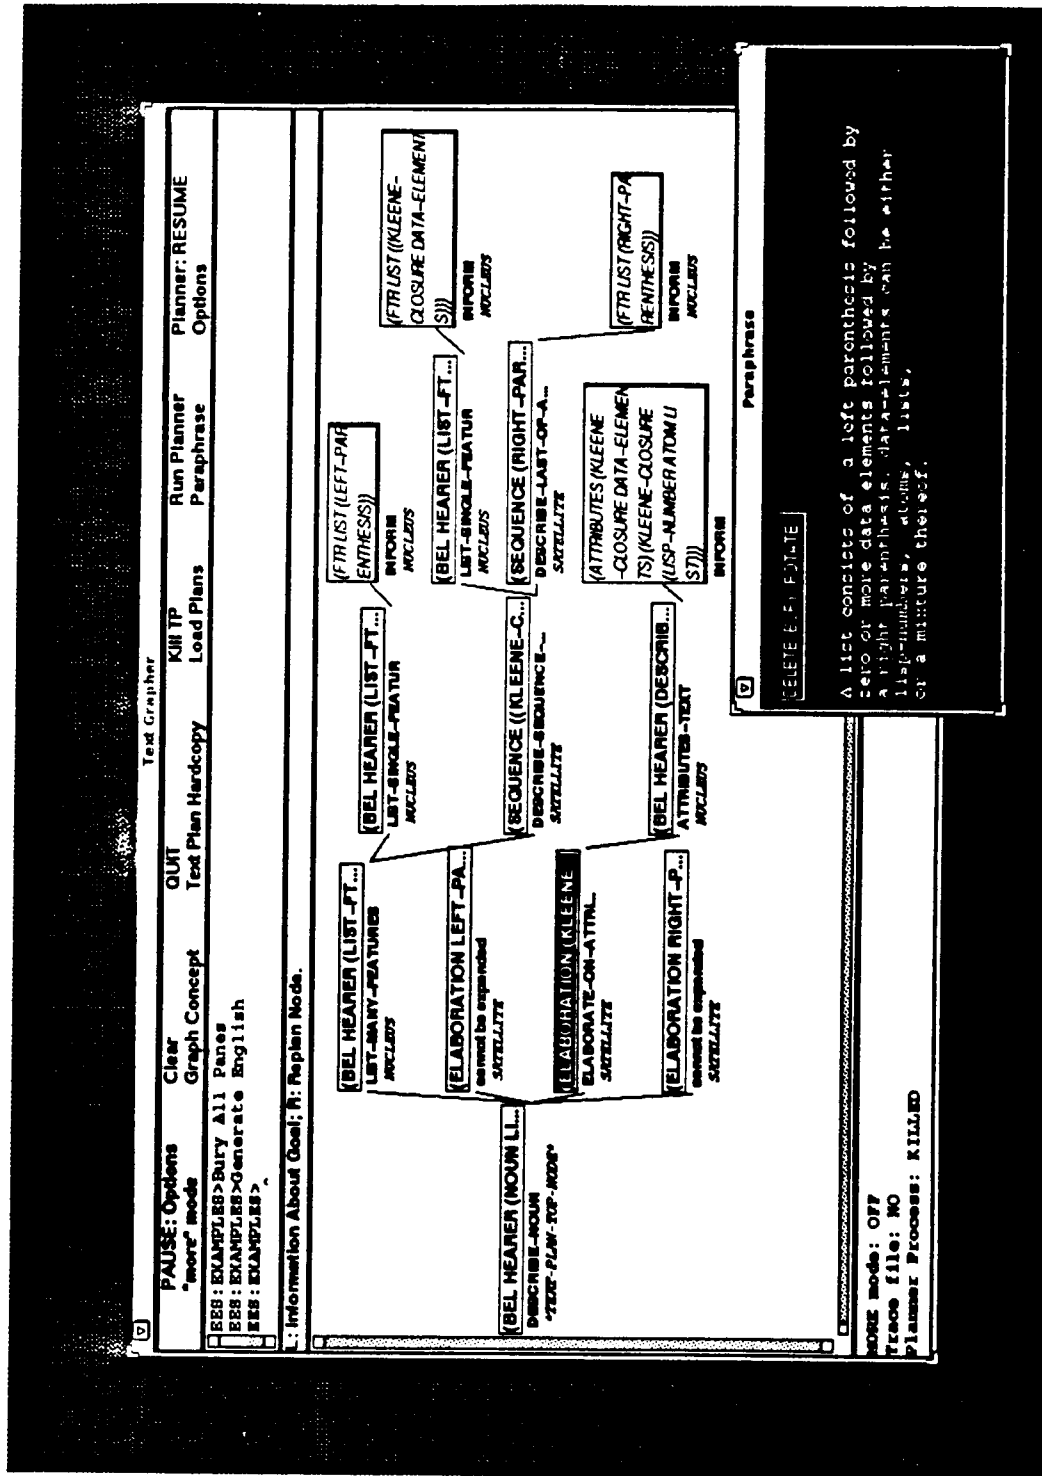 Text Grapher
PAUSE: Options Clear QUIT Kill TP Run Planner Planner: RESUME
"more" mode Graph Concept Text Plan Hardcopy Load Plans Paraphrase Options
EES:EXAMPLES>Bury All Panes
EES:EXAMPLES>Generate English
EES:EXAMPLES>
L: Information About Goal; R: Replan Node.
(BEL HEARER (NOUN LI...
DESCRIBE-NOUN
*TEXT-PLAN-TOP-NODE*
(BEL HEARER (LIST-FT...
LIST-MANY-FEATURES
NUCLEUS
(ELABORATION LEFT-PA...
cannot be expanded
SATELLITE
(ELABORATION (KLEENE
ELABORATE-ON-ATTRI...
SATELLITE
(ELABORATION RIGHT-P...
cannot be expanded
SATELLITE
(BEL HEARER (LIST-FT...
LIST-SINGLE-FEATUR
NUCLEUS
(SEQUENCE ((KLEENE-C...
DESCRIBE-SEQUENCE-...
SATELLITE
(BEL HEARER (DESCRIB...
ATTRIBUTES-TEXT
NUCLEUS
(FTR LIST (LEFT-PAR
ENTHESIS))
INFORM
NUCLEUS
(BEL HEARER (LIST-FT...
LIST-SINGLE-FEATUR
NUCLEUS
(SEQUENCE (RIGHT-PAR...
DESCRIBE-LAST-OF-A...
SATELLITE
(ATTRIBUTES (KLEENE
-CLOSURE DATA-ELEMEN
TS) (KLEENE-CLOSURE
(LISP-NUMBER ATOM LI
ST)))
INFORM
(FTR LIST ((KLEENE-
CLOSURE DATA-ELEMENT
S)))
INFORM
NUCLEUS
(FTR LIST (RIGHT-PA
RENTHESIS))
INFORM
NUCLEUS
MORE mode: OFF
Trace file: NO
Planner Process: KILLED
Paraphrase
A list consists of a left parenthesis followed by
zero or more data elements followed by
a right parenthesis. data-elements can be either
lisp-numbers, atoms, lists,
or a mixture thereof.